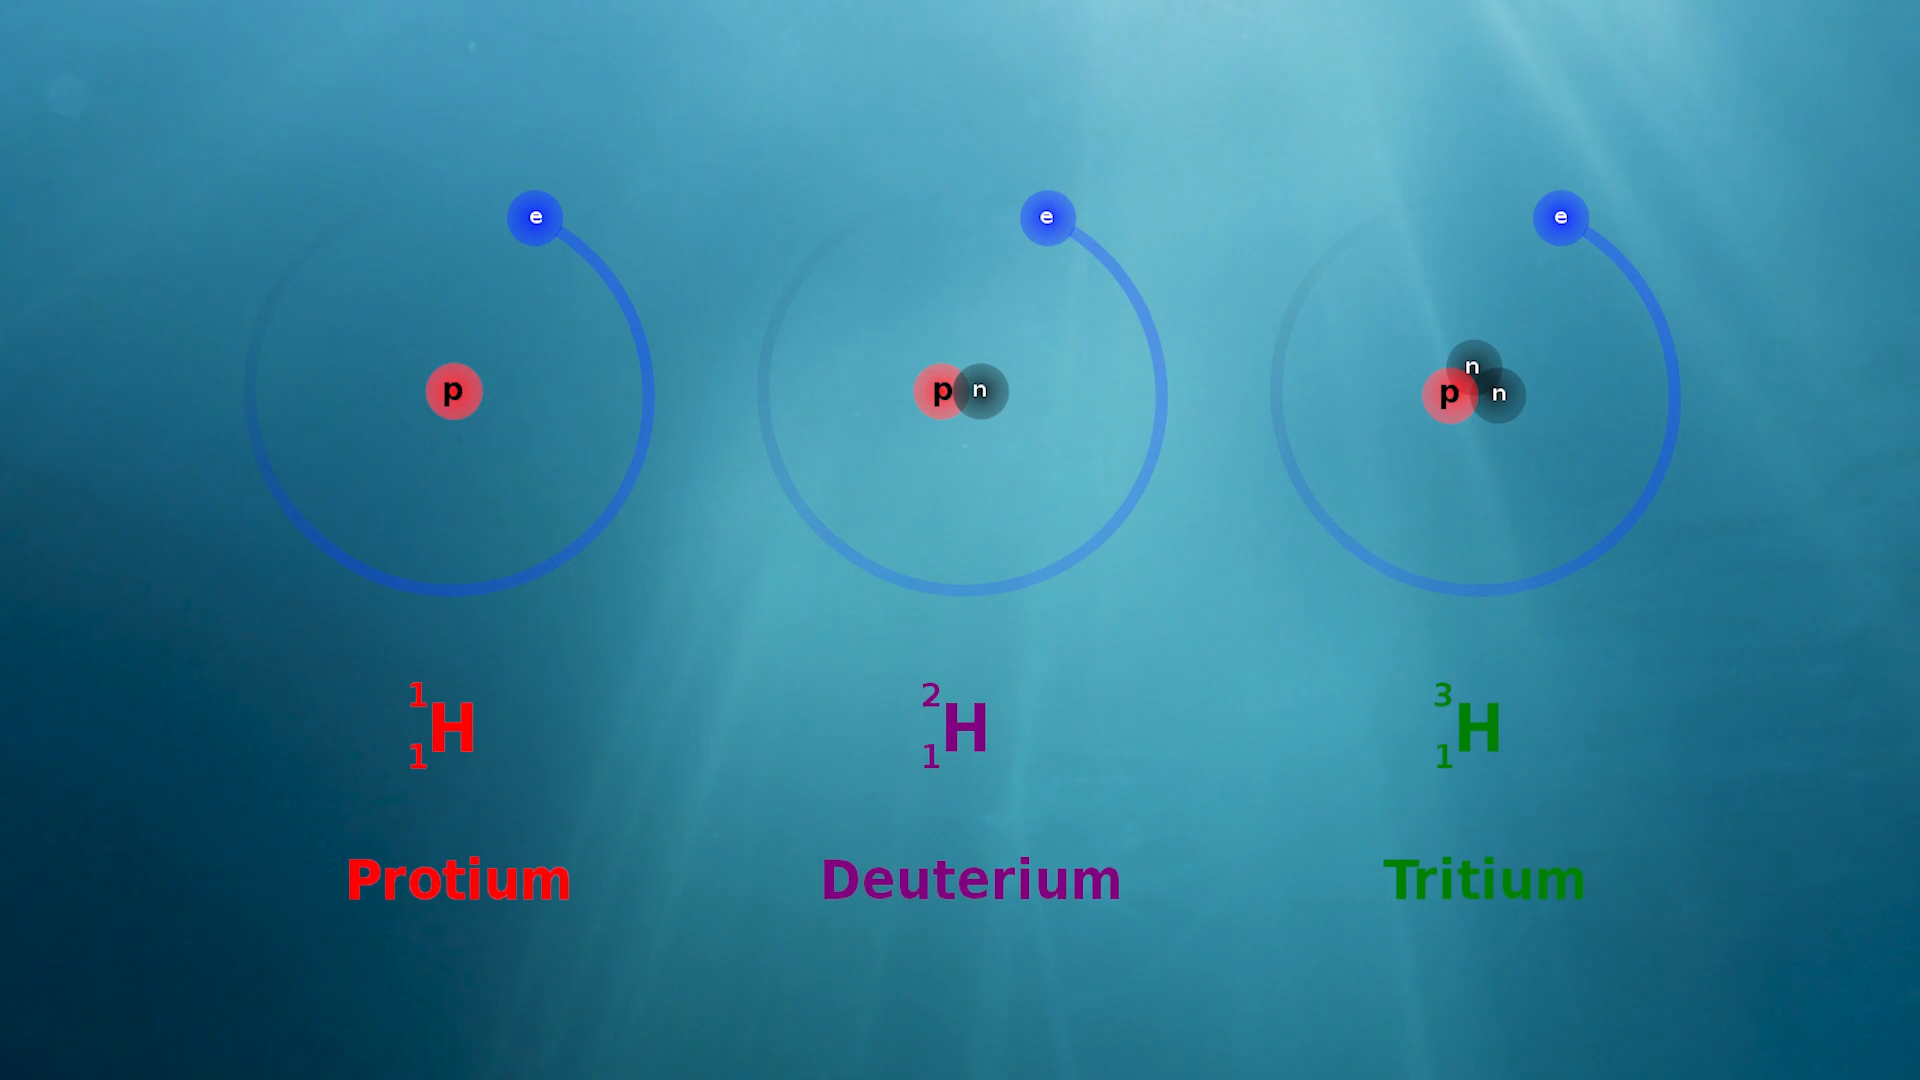 e e e
p p n n p n
1 1 H
2 1 H
3 1 H
Protium Deuterium Tritium